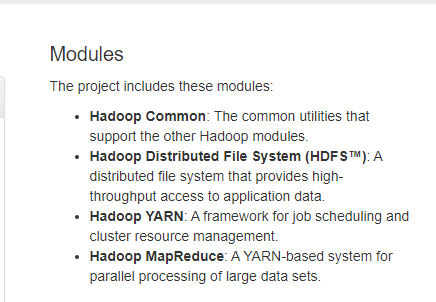 Modules
The project includes these modules:
• Hadoop Common: The common utilities that
support the other Hadoop modules.
• Hadoop Distributed File System (HDFS™): A
distributed file system that provides high-
throughput access to application data.
• Hadoop YARN: A framework for job scheduling and
cluster resource management.
• Hadoop MapReduce: A YARN-based system for
parallel processing of large data sets.